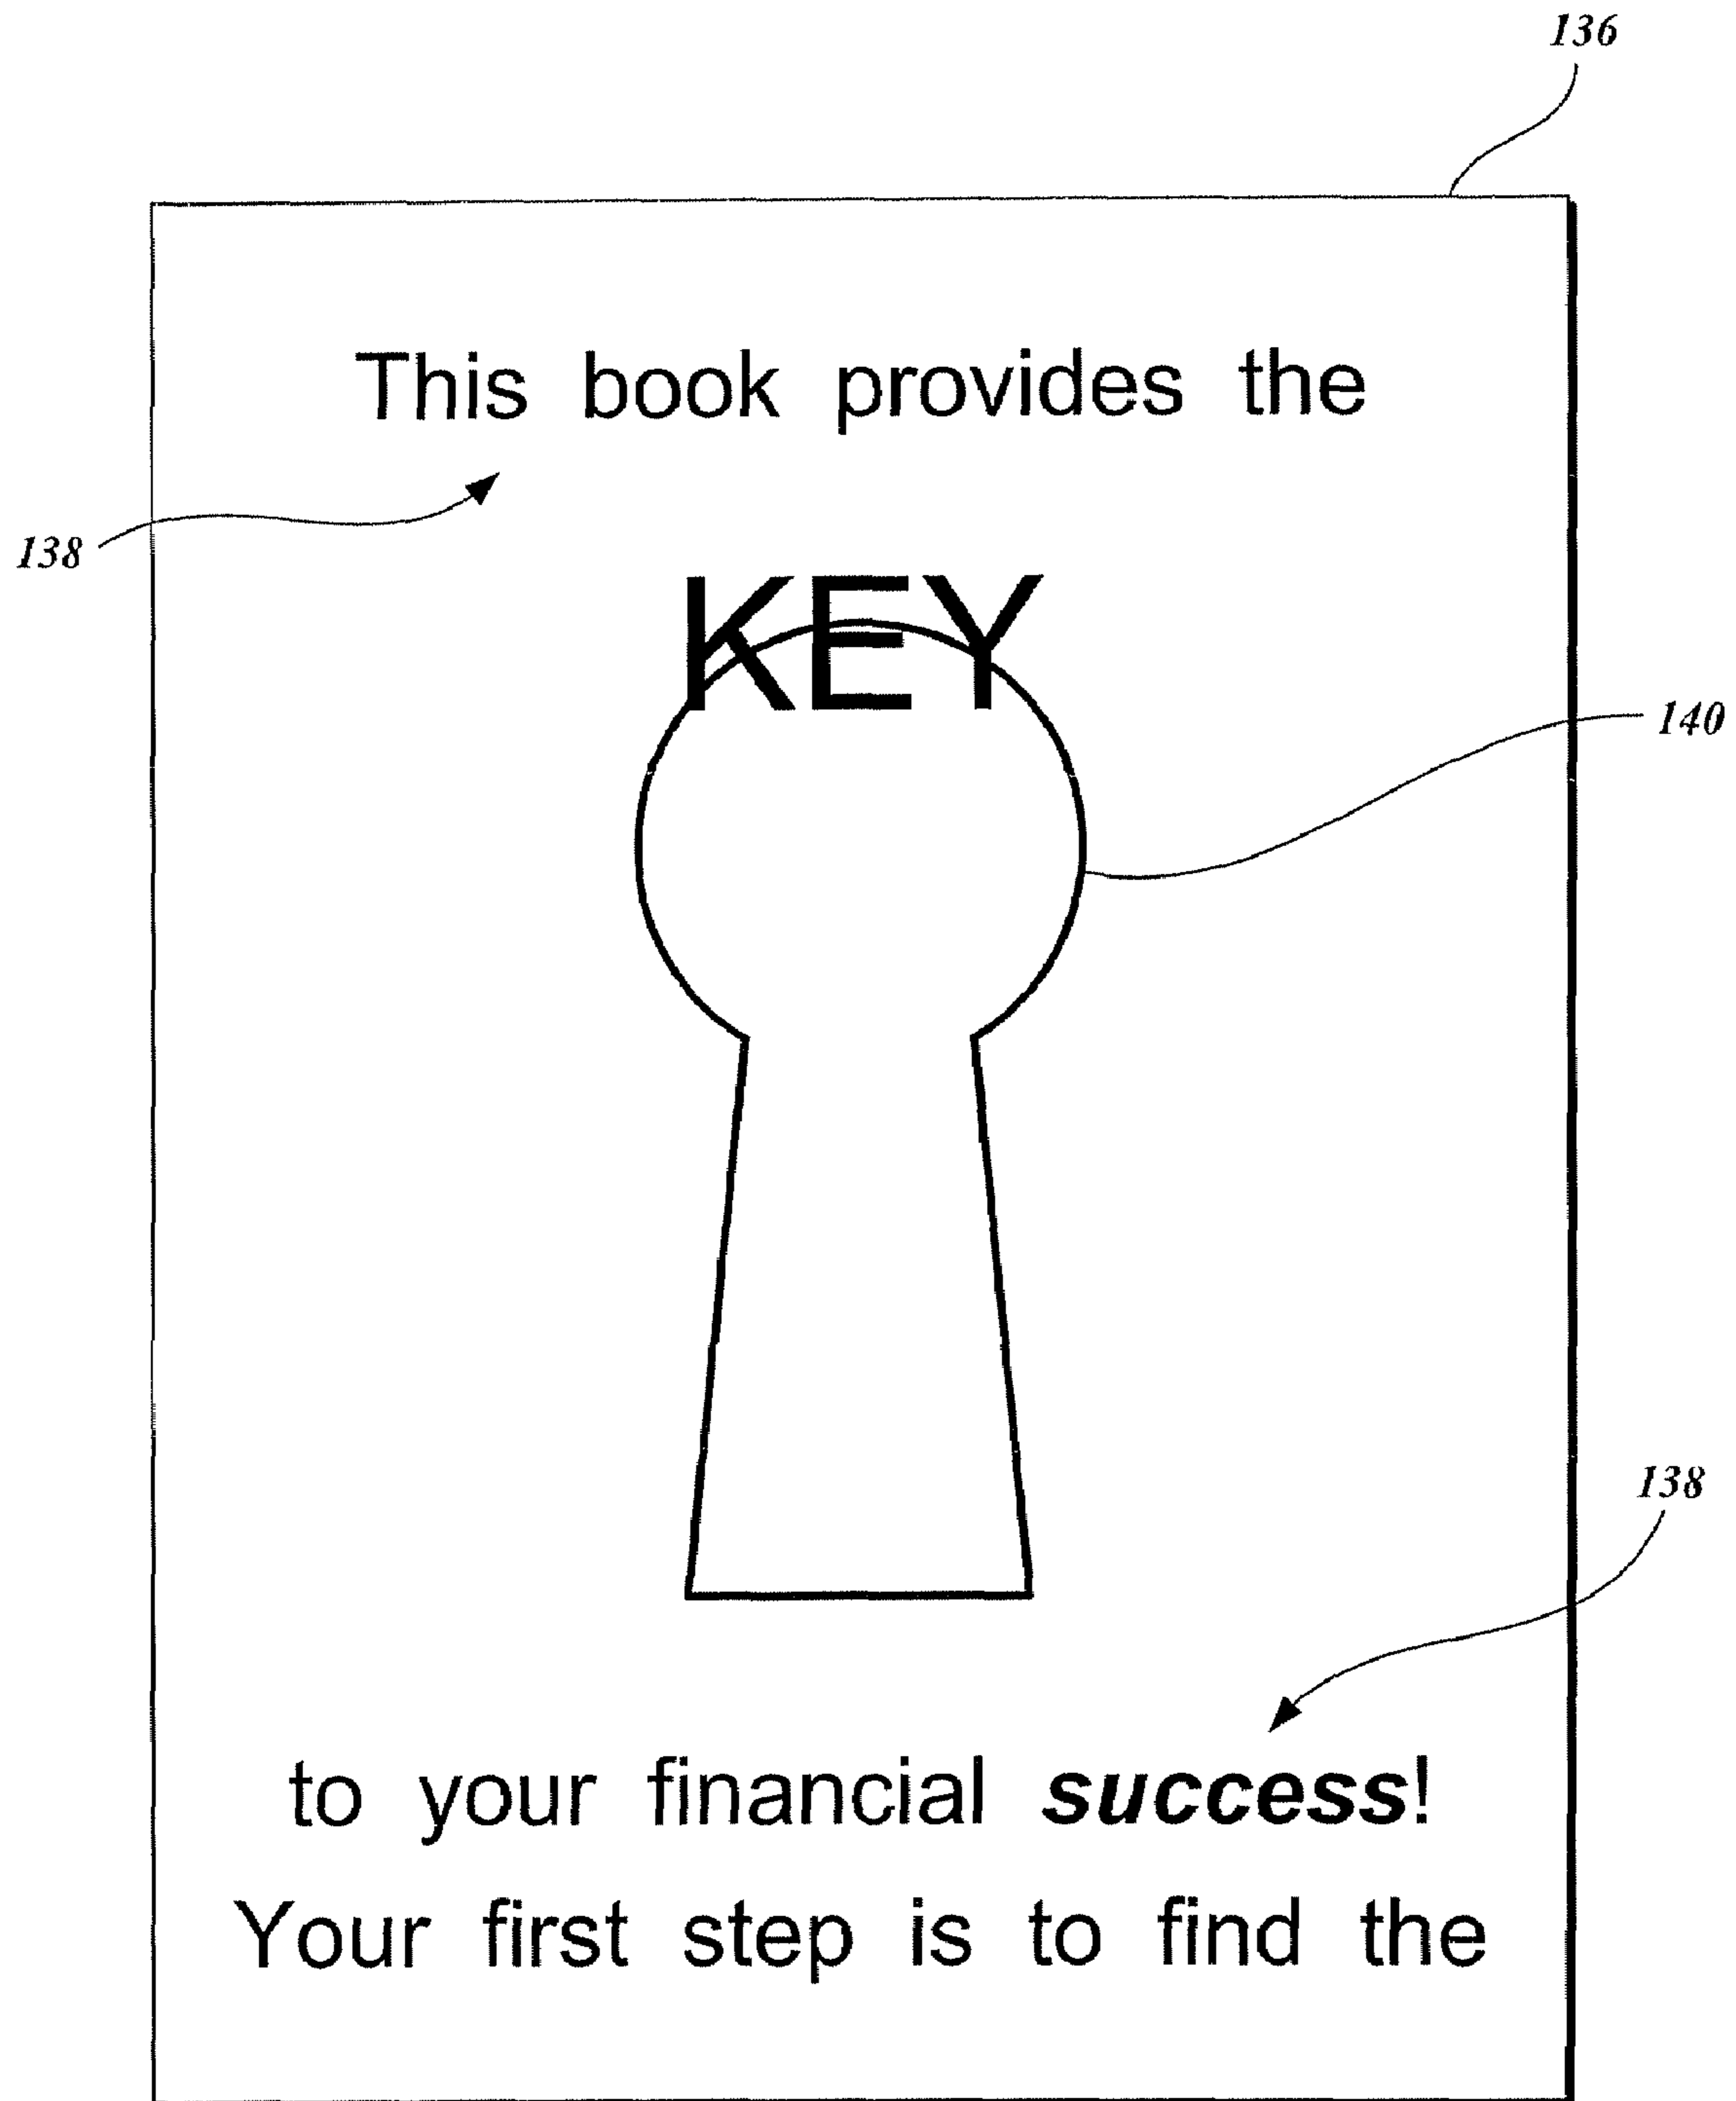 136
This book provides the
138
KEY
140
138
to your financial success!
Your first step is to find the